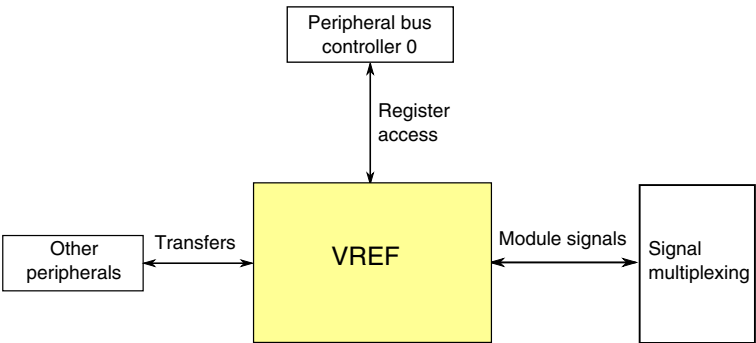 Peripheral bus
controller 0
Register
access
Other
peripherals
Transfers
VREF
Module signals
Signal
multiplexing